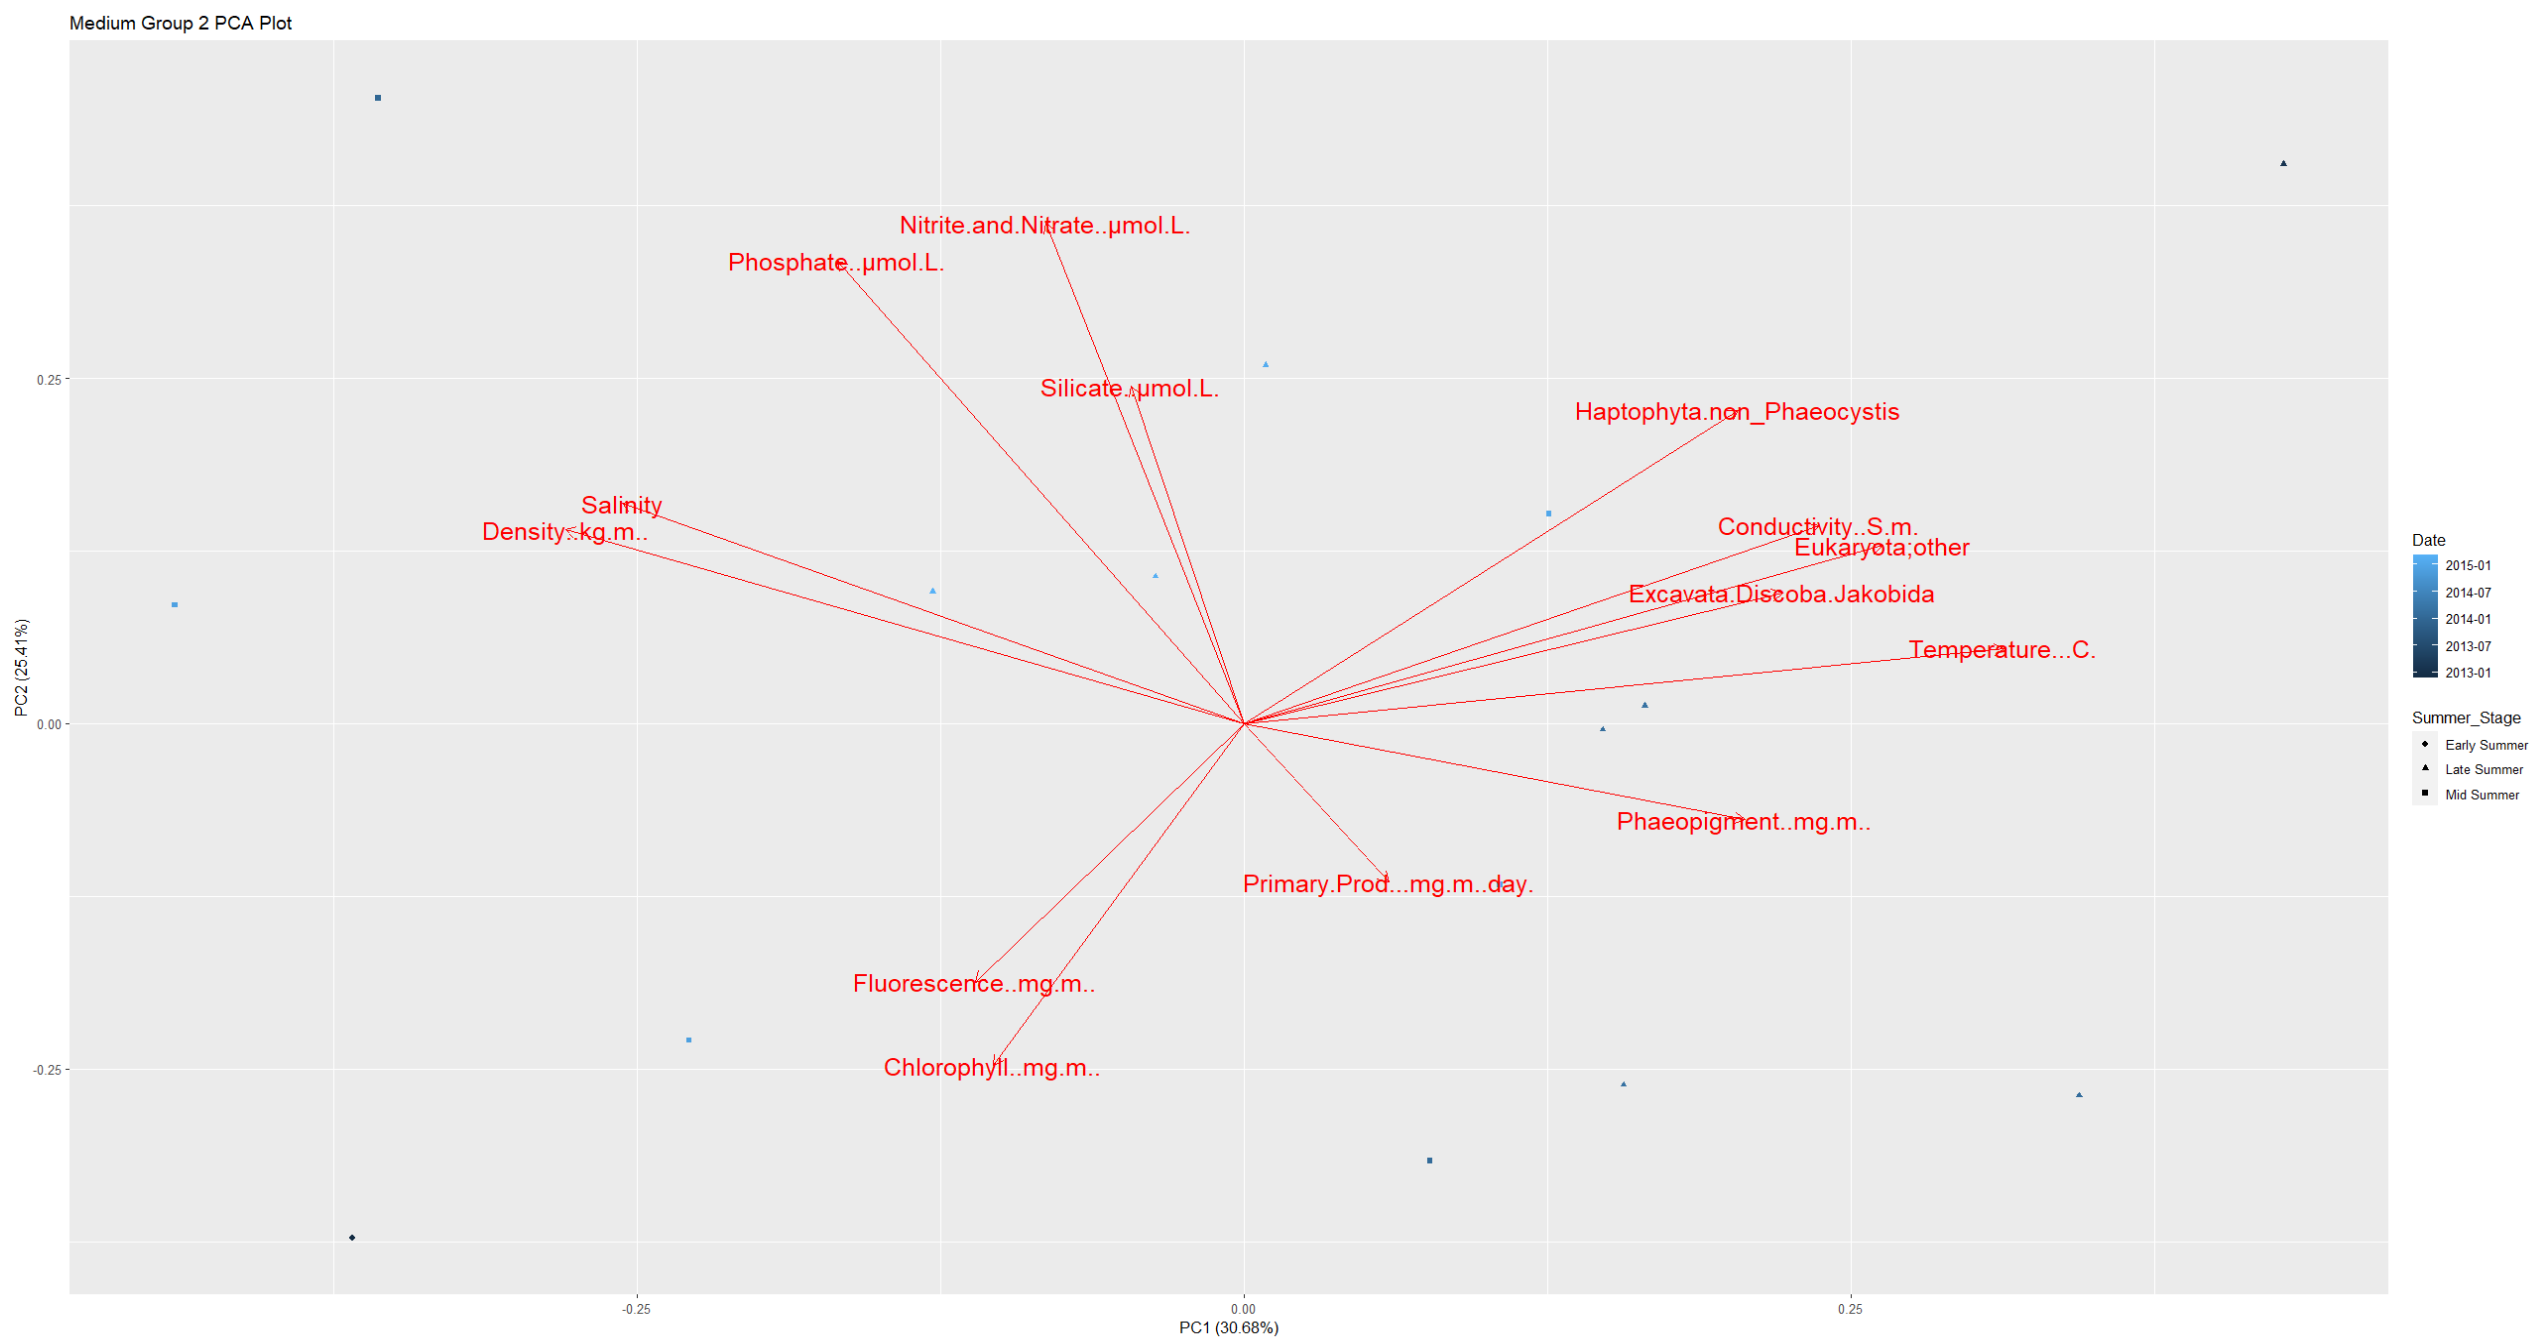 Medium Group 2 PCA Plot
Nitrite.and.Nitrate..µmol.L.
Phosphate..µmol.L.
0.25
Silicate.µmol.L.
Haptophyta.non_Phaeocystis
Salinity
Density..kg.m..
Conductivity..S.m.
Eukaryota;other
Excavata.Discoba.Jakobida
Temperature...C.
PC2 (25.41%)
0.00
Phaeopigment..mg.m..
Primary.Prod...mg.m..day.
Fluorescence..mg.m..
Chlorophyll..mg.m..
-0.25
-0.25
0.00
0.25
PC1 (30.68%)
Date
2015-01
2014-07
2014-01
2013-07
2013-01
Summer_Stage
Early Summer
Late Summer
Mid Summer